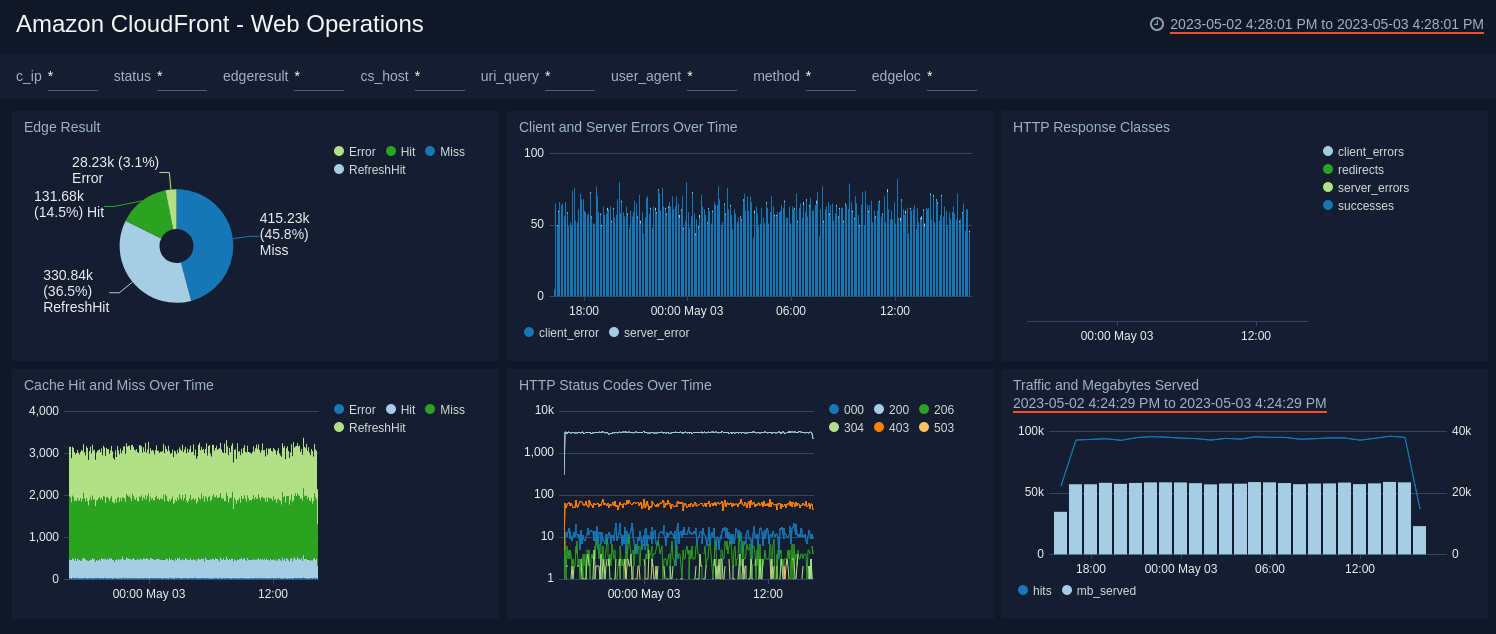 Amazon CloudFront - Web Operations
2023-05-02 4:28:01 PM to 2023-05-03 4:28:01 PM
c_ip * status * edgeresult * cs_host * uri_query * user_agent * method * edgeloc *
Edge Result
28.23k (3.1%)
Error
131.68k
(14.5%) Hit
415.23k
(45.8%)
Miss
330.84k
(36.5%)
RefreshHit
Error Hit Miss
RefreshHit
Client and Server Errors Over Time
100
50
0
18:00 00:00 May 03 06:00 12:00
client_error server_error
HTTP Response Classes
client_errors
redirects
server_errors
successes
00:00 May 03 12:00
Cache Hit and Miss Over Time
4,000
3,000
2,000
1,000
0
00:00 May 03 12:00
Error Hit Miss
RefreshHit
HTTP Status Codes Over Time
10k
1,000
100
10
1
00:00 May 03 12:00
000 200 206
304 403 503
Traffic and Megabytes Served
2023-05-02 4:24:29 PM to 2023-05-03 4:24:29 PM
100k 40k
50k 20k
0 0
18:00 00:00 May 03 06:00 12:00
hits mb_served